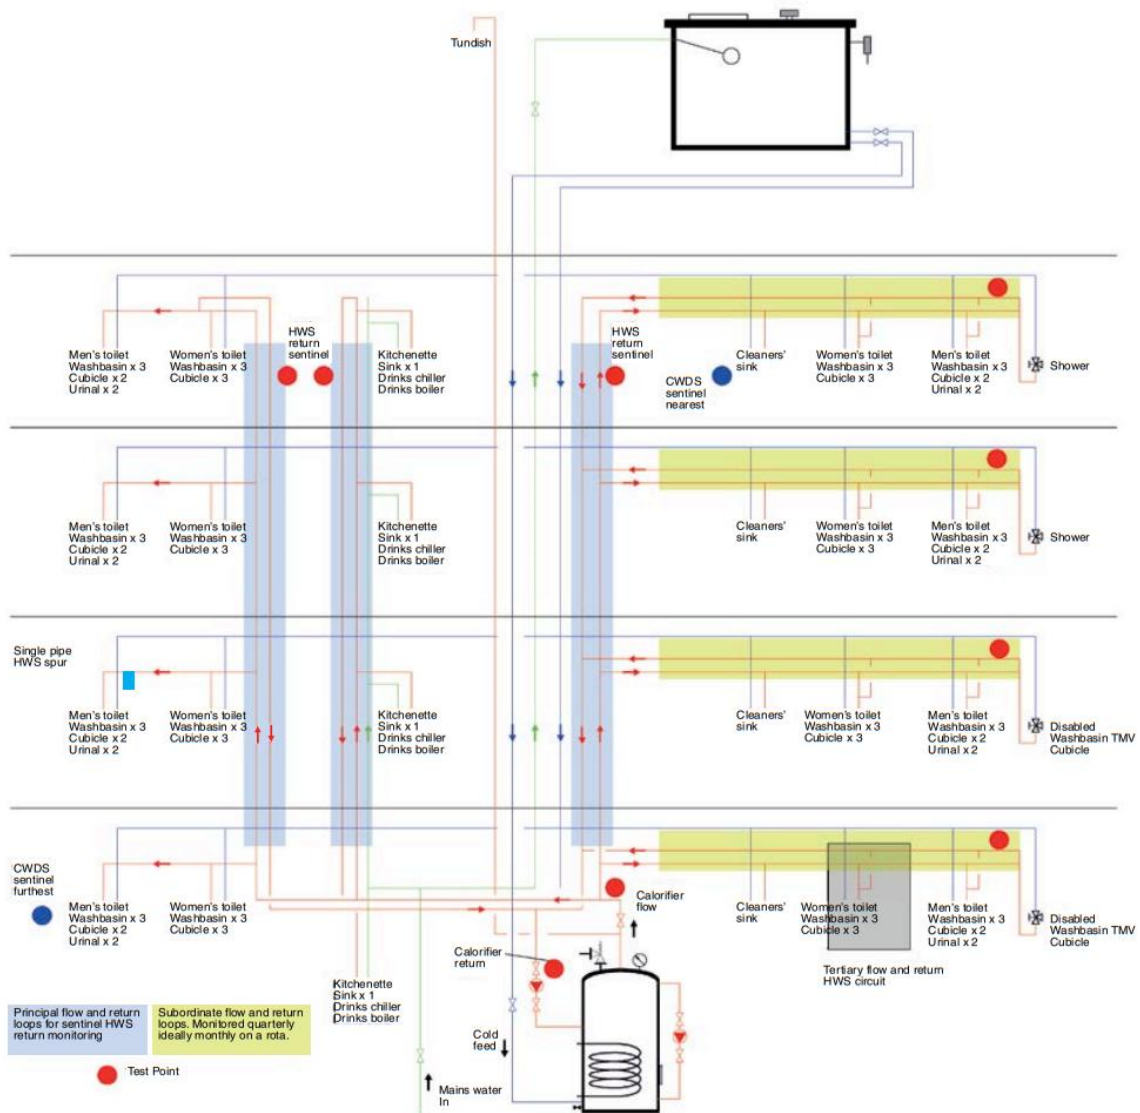 Tundish
HWS
return
sentinel
HWS
return
sentinel
Men's toilet
Washbasin x 3
Cubicle x 2
Urinal x 2
Women's toilet
Washbasin x 3
Cubicle x 3
Kitchenette
Sink x 1
Drinks chiller
Drinks boiler
CWDS
sentinel
nearest
Cleaners'
sink
Women's toilet
Washbasin x 3
Cubicle x 3
Men's toilet
Washbasin x 3
Cubicle x 2
Urinal x 2
Shower
Men's toilet
Washbasin x 3
Cubicle x 2
Urinal x 2
Women's toilet
Washbasin x 3
Cubicle x 3
Kitchenette
Sink x 1
Drinks chiller
Drinks boiler
Cleaners'
sink
Women's toilet
Washbasin x 3
Cubicle x 3
Men's toilet
Washbasin x 3
Cubicle x 2
Urinal x 2
Shower
Single pipe
HWS spur
Men's toilet
Washbasin x 3
Cubicle x 2
Urinal x 2
Women's toilet
Washbasin x 3
Cubicle x 3
Kitchenette
Sink x 1
Drinks chiller
Drinks boiler
Cleaners'
sink
Women's toilet
Washbasin x 3
Cubicle x 3
Men's toilet
Washbasin x 3
Cubicle x 2
Urinal x 2
Disabled
Washbasin TMV
Cubicle
CWDS
sentinel
furthest
Men's toilet
Washbasin x 3
Cubicle x 2
Urinal x 2
Women's toilet
Washbasin x 3
Cubicle x 3
Calorifier
flow
Cleaners'
sink
Women's toilet
Washbasin x 3
Cubicle x 3
Men's toilet
Washbasin x 3
Cubicle x 2
Urinal x 2
Disabled
Washbasin TMV
Cubicle
Calorifier
return
Tertiary flow and return
HWS circuit
Kitchenette
Sink x 1
Drinks chiller
Drinks boiler
Principal flow and return
loops for sentinel HWS
return monitoring
Subordinate flow and return
loops. Monitored quarterly
ideally monthly on a rota.
Cold
feed
Test Point
Mains water
In